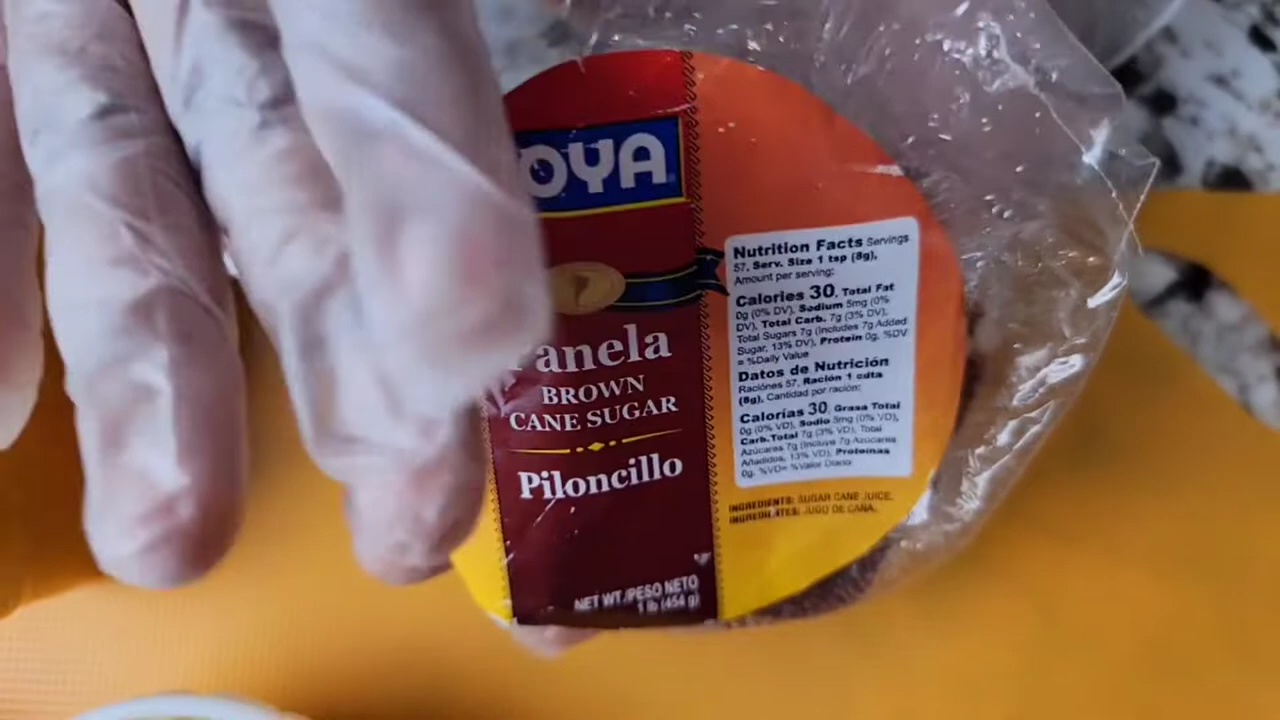 OYA
Panela
BROWN
CANE SUGAR
Piloncillo
NET WT./PESO NETO
1 lb (454 g)
Nutrition Facts Servings
57, Serv. Size 1 tsp (8g),
Amount per serving:
Calories 30, Total Fat
0g (0% DV), Sodium 5mg (0%
DV), Total Carb. 7g (3% DV),
Total Sugars 7g (Includes 7g Added
Sugar, 13% DV), Protein 0g. %DV
= %Daily Value
Datos de Nutrición
Raciones 57, Ración 1 cdta
(8g), Cantidad por ración:
Calorías 30, Grasa Total
0g (0% VD), Sodio 5mg (0% VD),
Carb.Total 7g (3% VD), Total
Azúcares 7g (Incluye 7g Azúcares
Añadidos, 13% VD), Proteínas
0g. %VD= %Valor Diario
INGREDIENTS: SUGAR CANE JUICE.
INGREDIENTES: JUGO DE CAÑA.